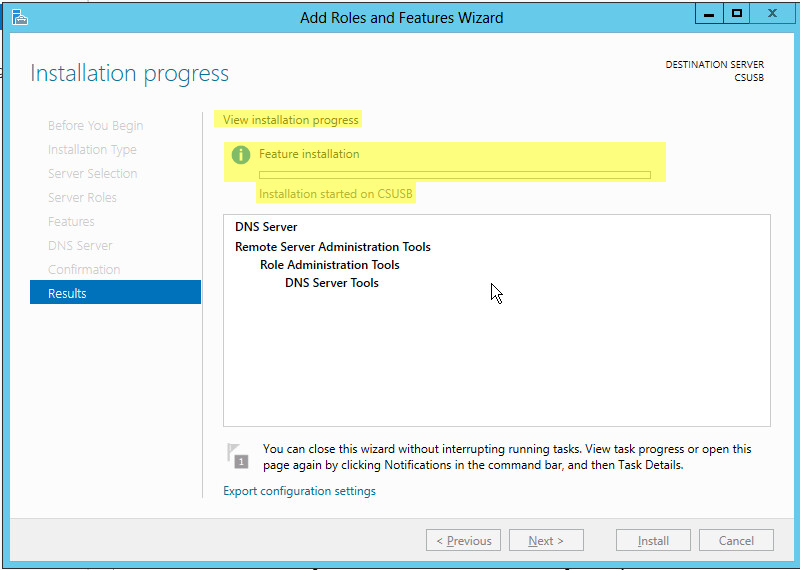 Add Roles and Features Wizard
Installation progress
DESTINATION SERVER
CSUSB
Before You Begin
Installation Type
Server Selection
Server Roles
Features
DNS Server
Confirmation
Results
View installation progress
Feature installation
Installation started on CSUSB
DNS Server
Remote Server Administration Tools
Role Administration Tools
DNS Server Tools
1
You can close this wizard without interrupting running tasks. View task progress or open this
page again by clicking Notifications in the command bar, and then Task Details.
Export configuration settings
< Previous
Next >
Install
Cancel